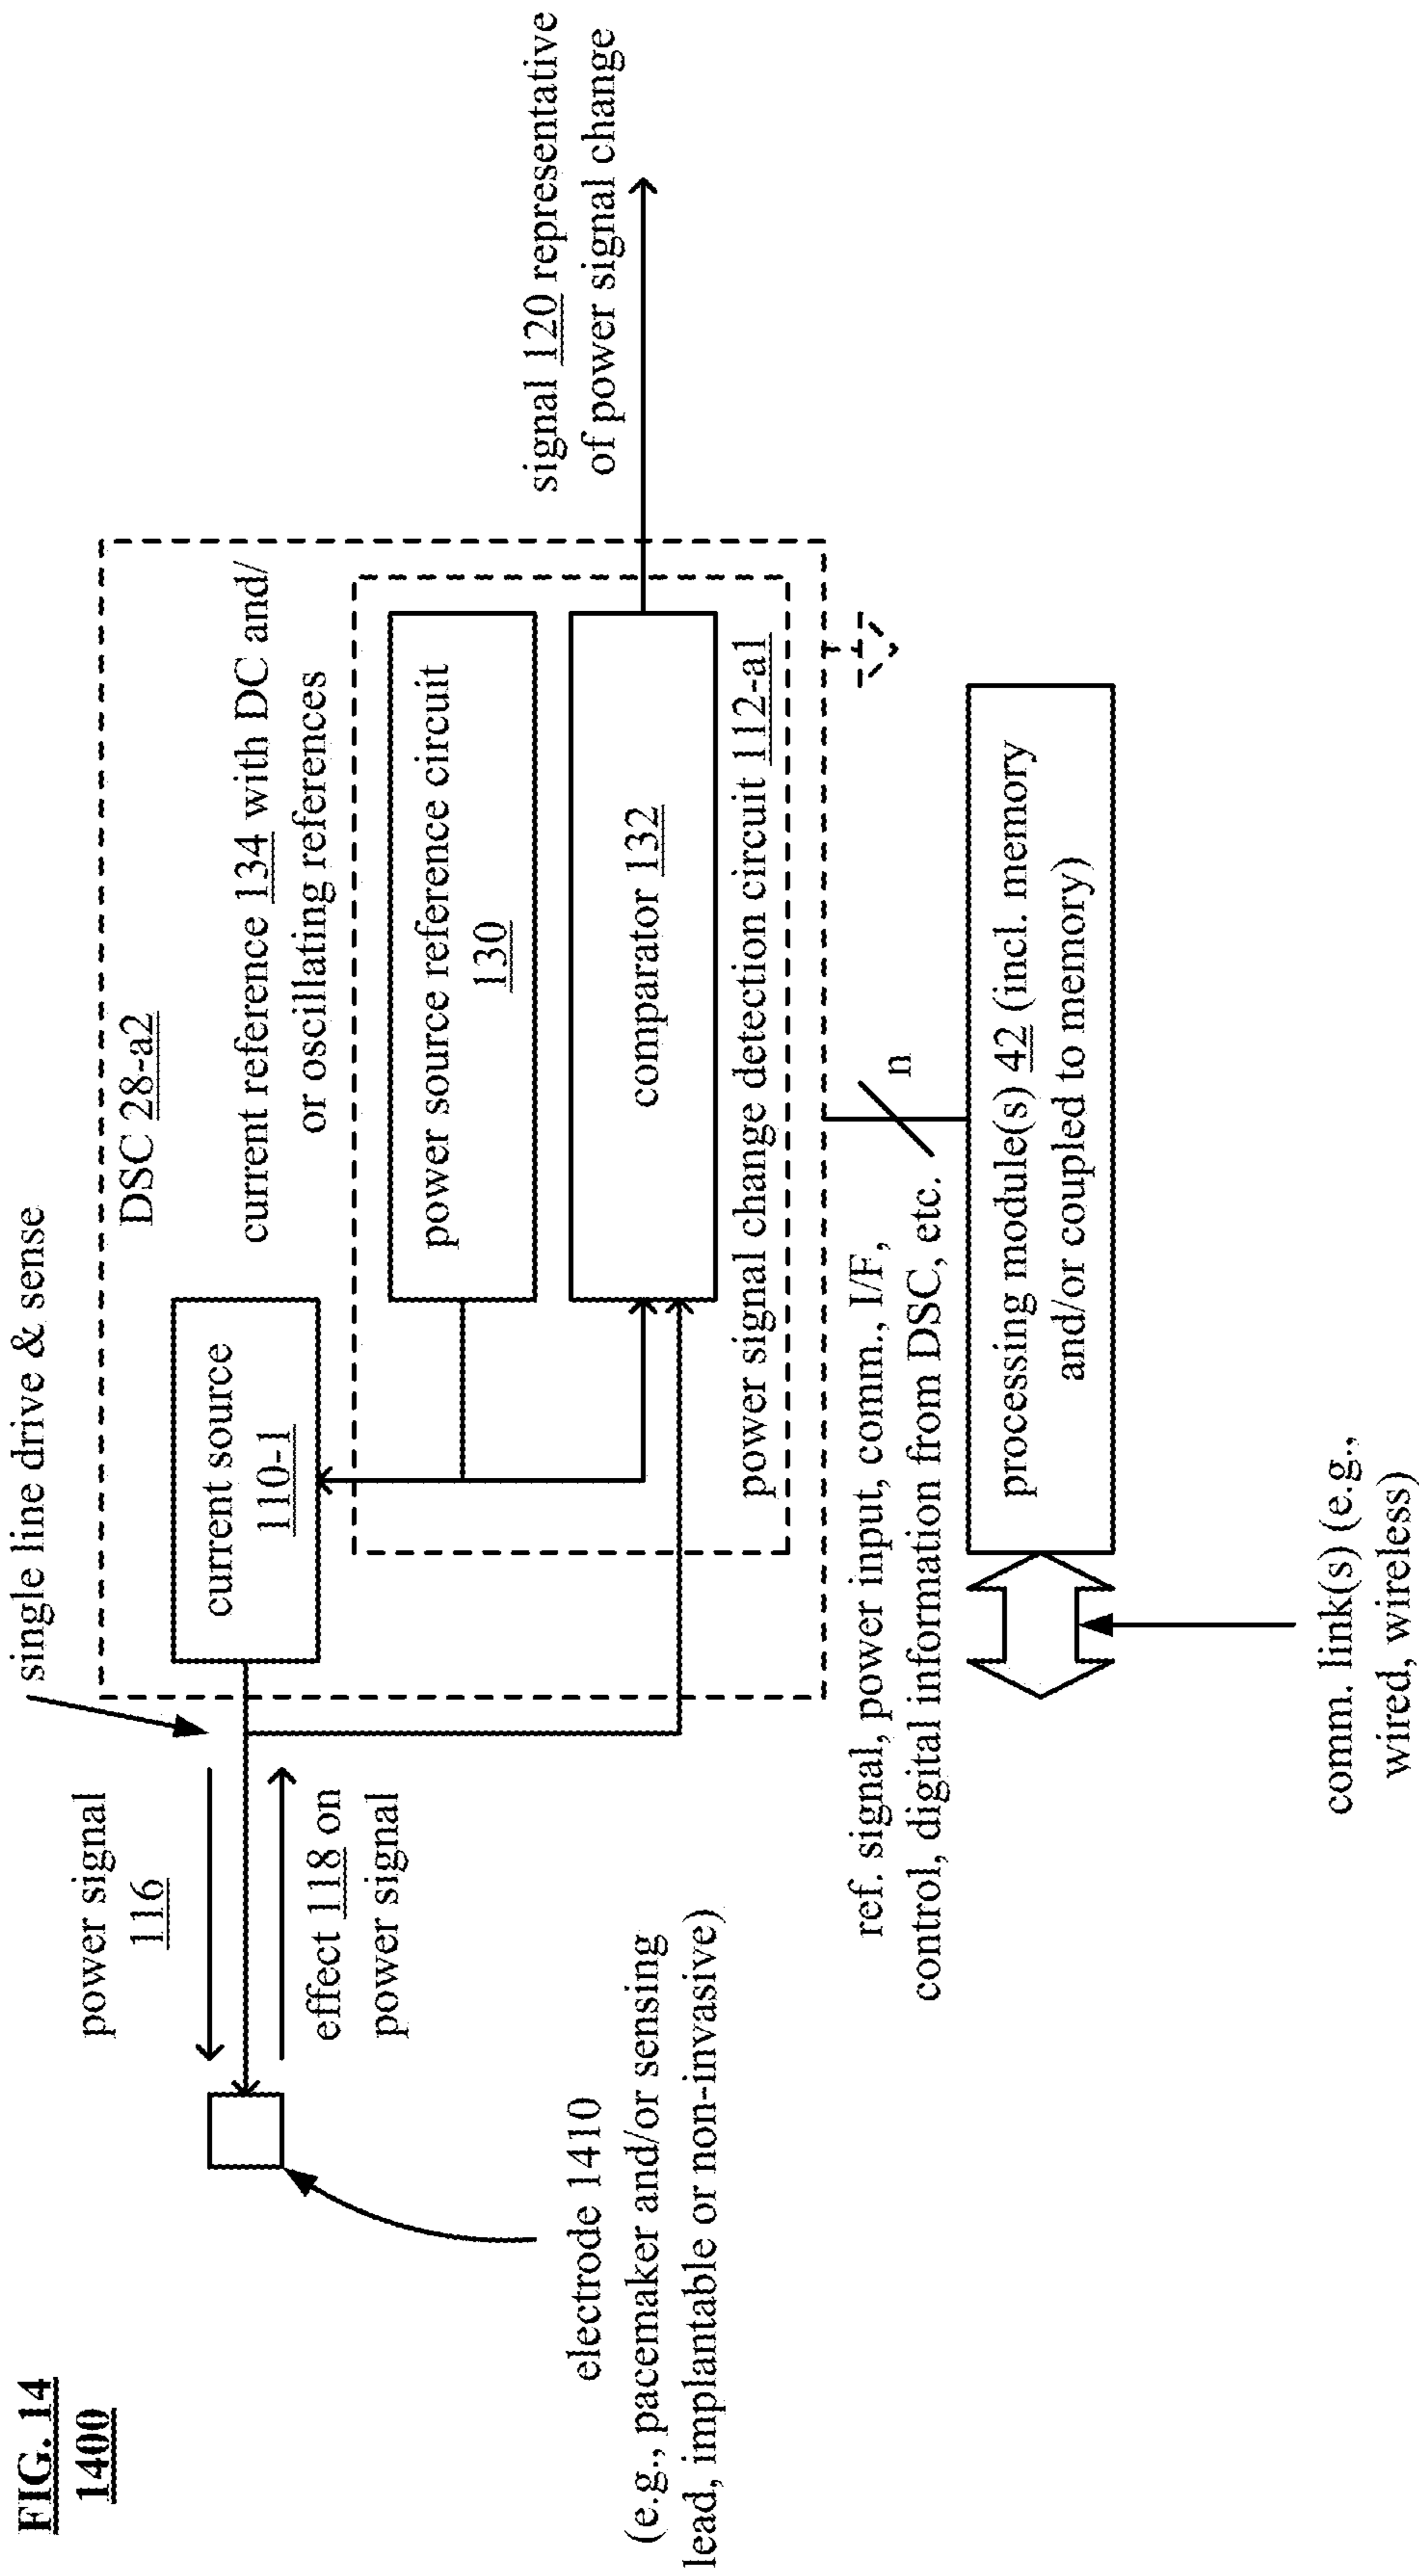 FIG. 14
1400
single line drive & sense
power signal
116
effect 118 on
power signal
electrode 1410
(e.g., pacemaker and/or sensing
lead, implantable or non-invasive)
DSC 28-a2
current source
110-1
current reference 134 with DC and/
or oscillating references
power source reference circuit
130
comparator 132
power signal change detection circuit 112-a1
signal 120 representative
of power signal change
ref. signal, power input, comm., I/F,
control, digital information from DSC, etc.
n
processing module(s) 42 (incl. memory
and/or coupled to memory)
comm. link(s) (e.g.,
wired, wireless)